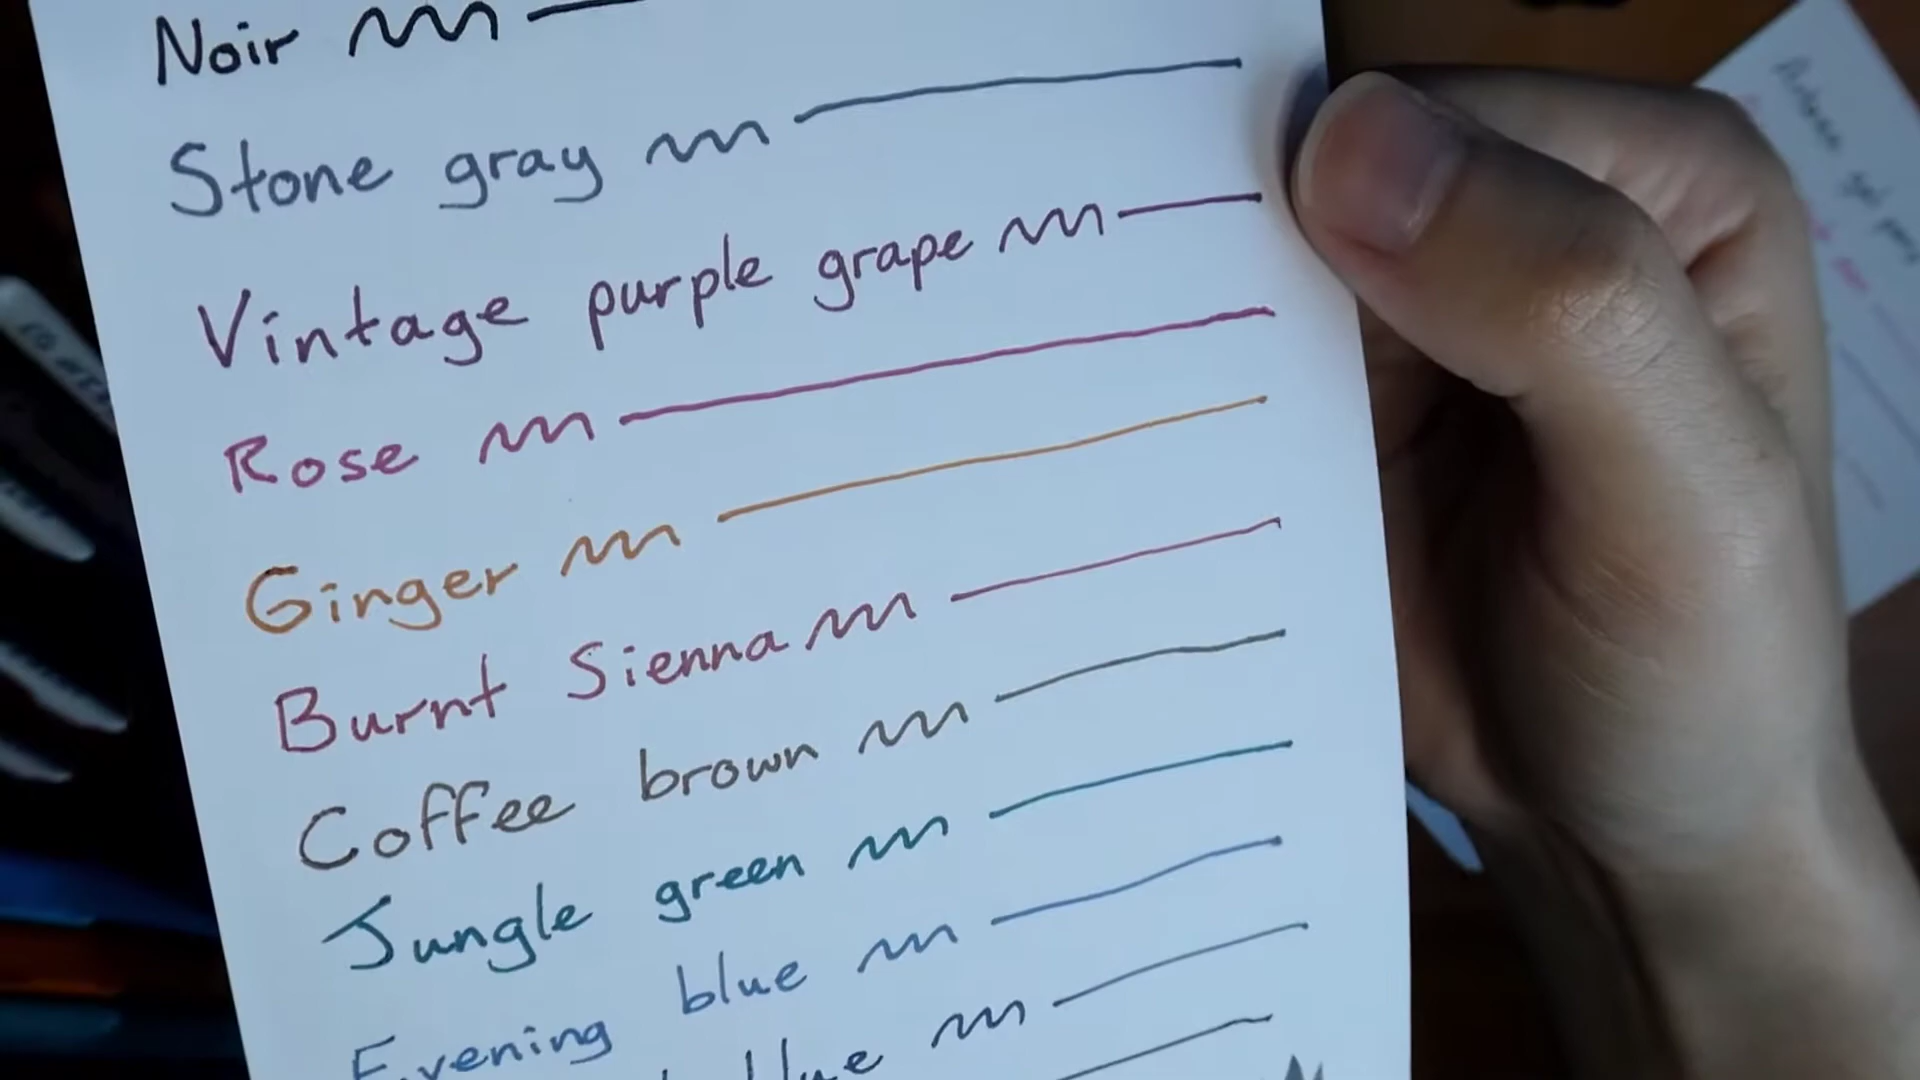 Noir
Stone gray
Vintage purple grape
Rose
Ginger
Burnt Sienna
Coffee brown
Jungle green
Evening blue